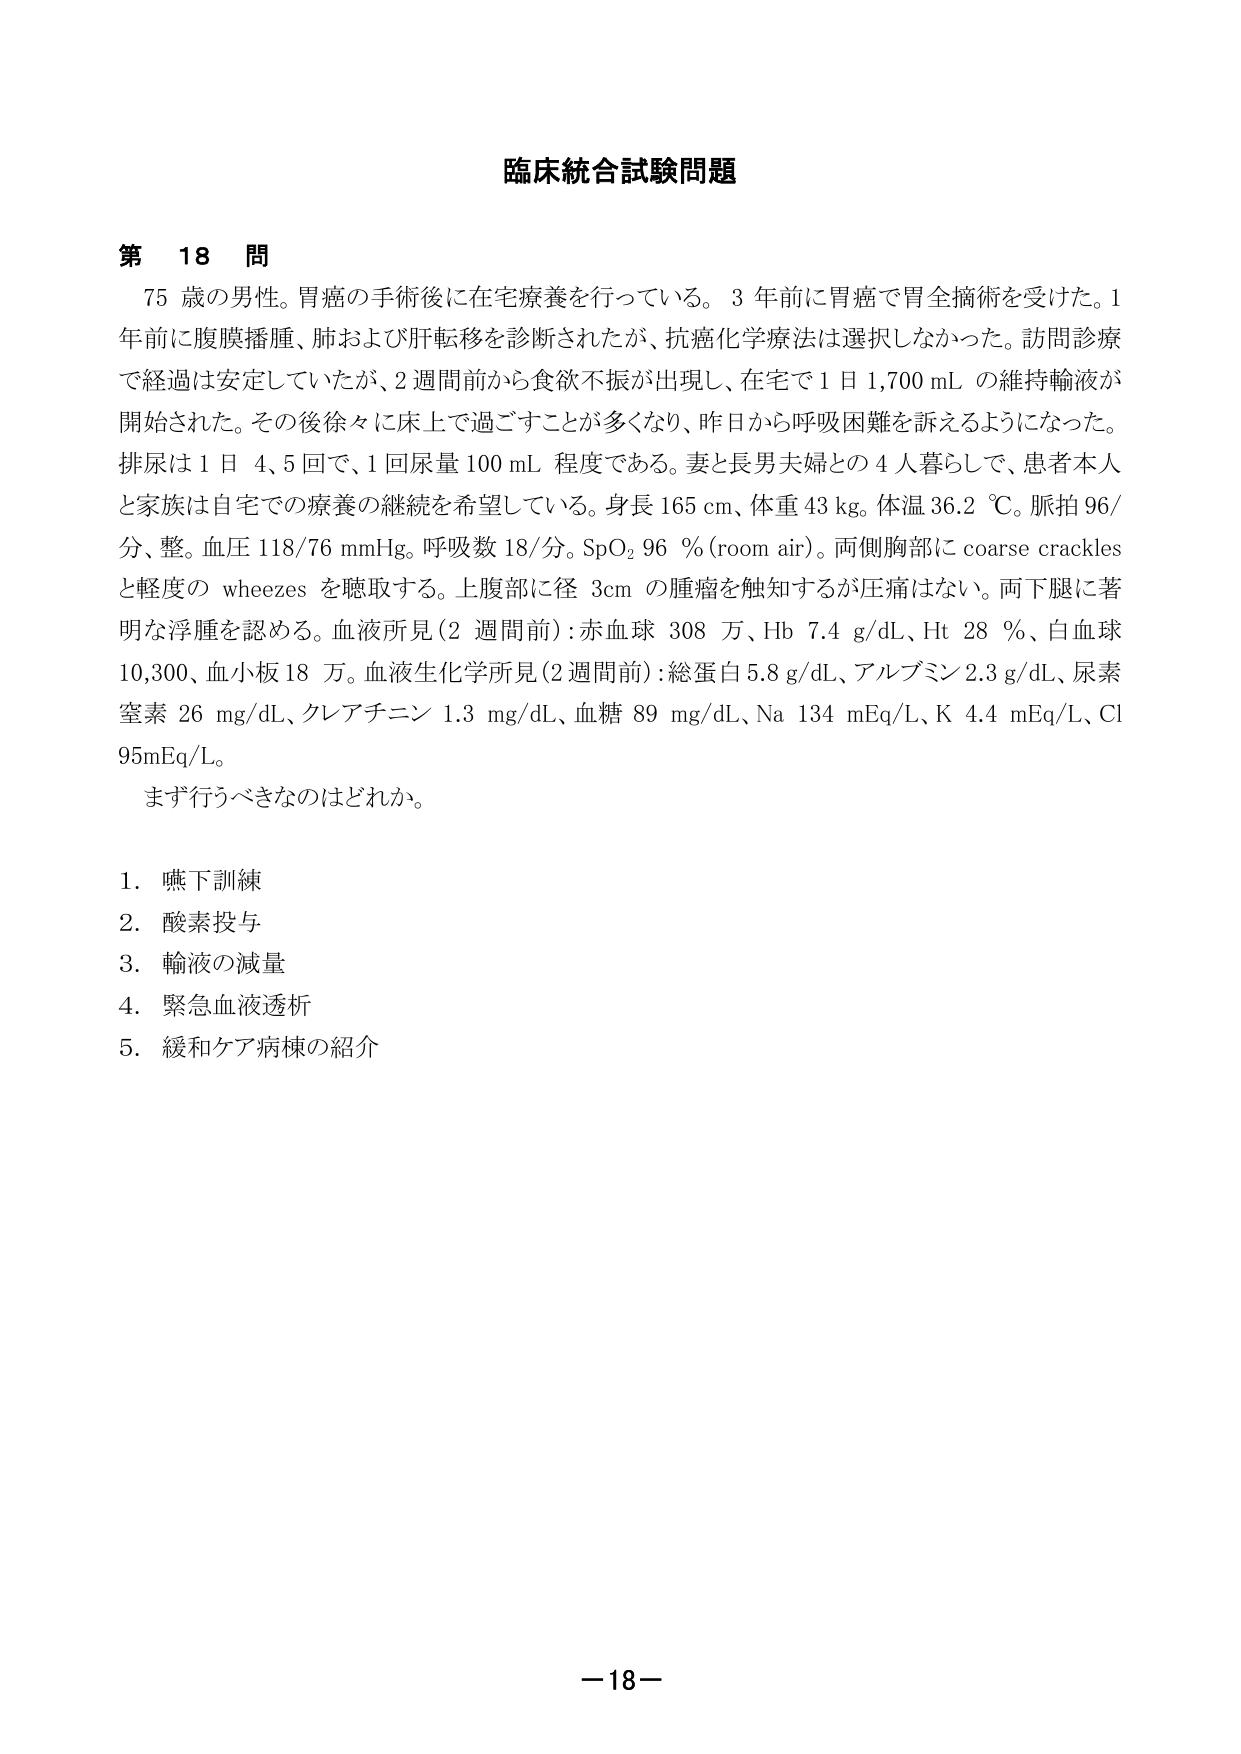 臨床統合試験問題
第 18 問
75 歳の男性。胃癌の手術後に在宅療養を行っている。 3 年前に胃癌で胃全摘術を受けた。1
年前に腹膜播腫、肺および肝転移を診断されたが、抗癌化学療法は選択しなかった。訪問診療
で経過は安定していたが、2 週間前から食欲不振が出現し、在宅で 1 日 1,700 mL の維持輸液が
開始された。その後徐々に床上で過ごすことが多くなり、昨日から呼吸困難を訴えるようになった。
排尿は 1 日 4、5 回で、1 回尿量 100 mL 程度である。妻と長男夫婦との 4 人暮らしで、患者本人
と家族は自宅での療養の継続を希望している。身長 165 cm、体重 43 kg。体温 36.2 ℃。脈拍 96/
分、整。血圧 118/76 mmHg。呼吸数 18/分。SpO₂ 96 %(room air)。両側胸部に coarse crackles
と軽度の wheezes を聴取する。上腹部に径 3cm の腫瘤を触知するが圧痛はない。両下腿に著
明な浮腫を認める。血液所見(2 週間前):赤血球 308 万、Hb 7.4 g/dL、Ht 28 %、白血球
10,300、血小板 18 万。血液生化学所見(2 週間前):総蛋白 5.8 g/dL、アルブミン 2.3 g/dL、尿素
窒素 26 mg/dL、クレアチニン 1.3 mg/dL、血糖 89 mg/dL、Na 134 mEq/L、K 4.4 mEq/L、Cl
95mEq/L。
まず行うべきなのはどれか。
1. 嚥下訓練
2. 酸素投与
3. 輸液の減量
4. 緊急血液透析
5. 緩和ケア病棟の紹介
―18―